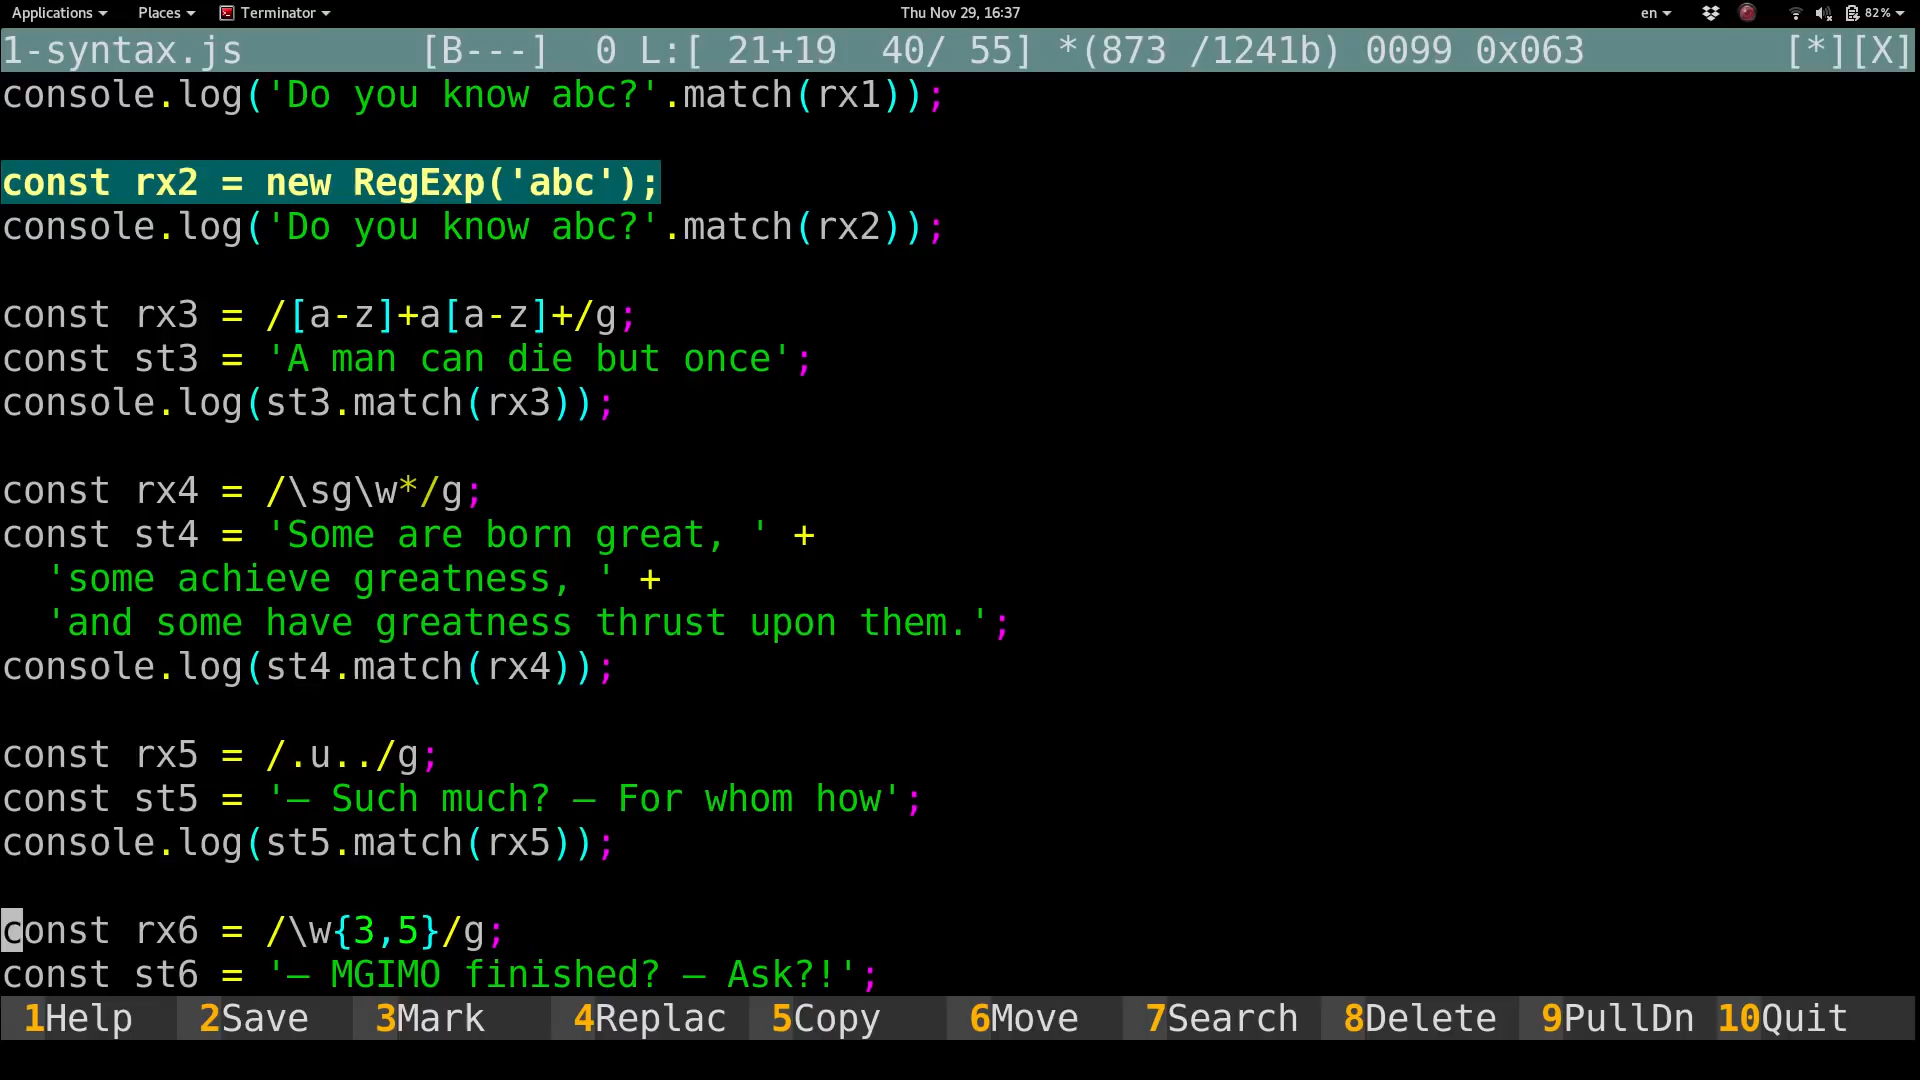 Applications Places Terminator Thu Nov 29, 16:37 en 82%
1-syntax.js [B---] 0 L:[ 21+19 40/ 55] *(873 /1241b) 0099 0x063 [*][X]
console.log('Do you know abc?'.match(rx1));
const rx2 = new RegExp('abc');
console.log('Do you know abc?'.match(rx2));
const rx3 = /[a-z]+a[a-z]+/g;
const st3 = 'A man can die but once';
console.log(st3.match(rx3));
const rx4 = /\sg\w*/g;
const st4 = 'Some are born great, ' +
'some achieve greatness, ' +
'and some have greatness thrust upon them.';
console.log(st4.match(rx4));
const rx5 = /.u../g;
const st5 = '— Such much? — For whom how';
console.log(st5.match(rx5));
const rx6 = /\w{3,5}/g;
const st6 = '— MGIMO finished? — Ask?!';
1Help 2Save 3Mark 4Replac 5Copy 6Move 7Search 8Delete 9PullDn 10Quit